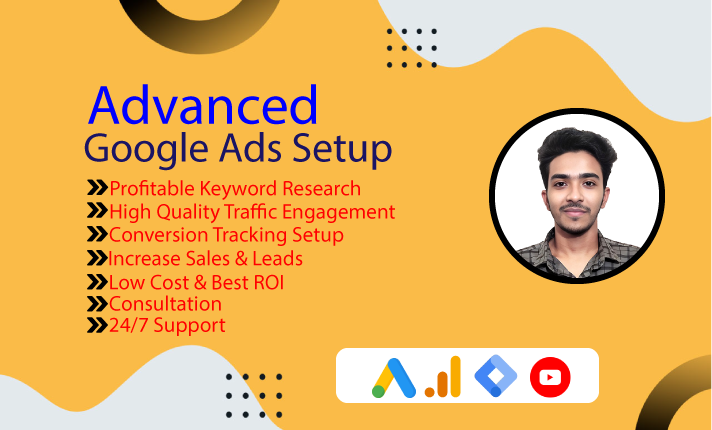 Advanced
Google Ads Setup
Profitable Keyword Research
High Quality Traffic Engagement
Conversion Tracking Setup
Increase Sales & Leads
Low Cost & Best ROI
Consultation
24/7 Support